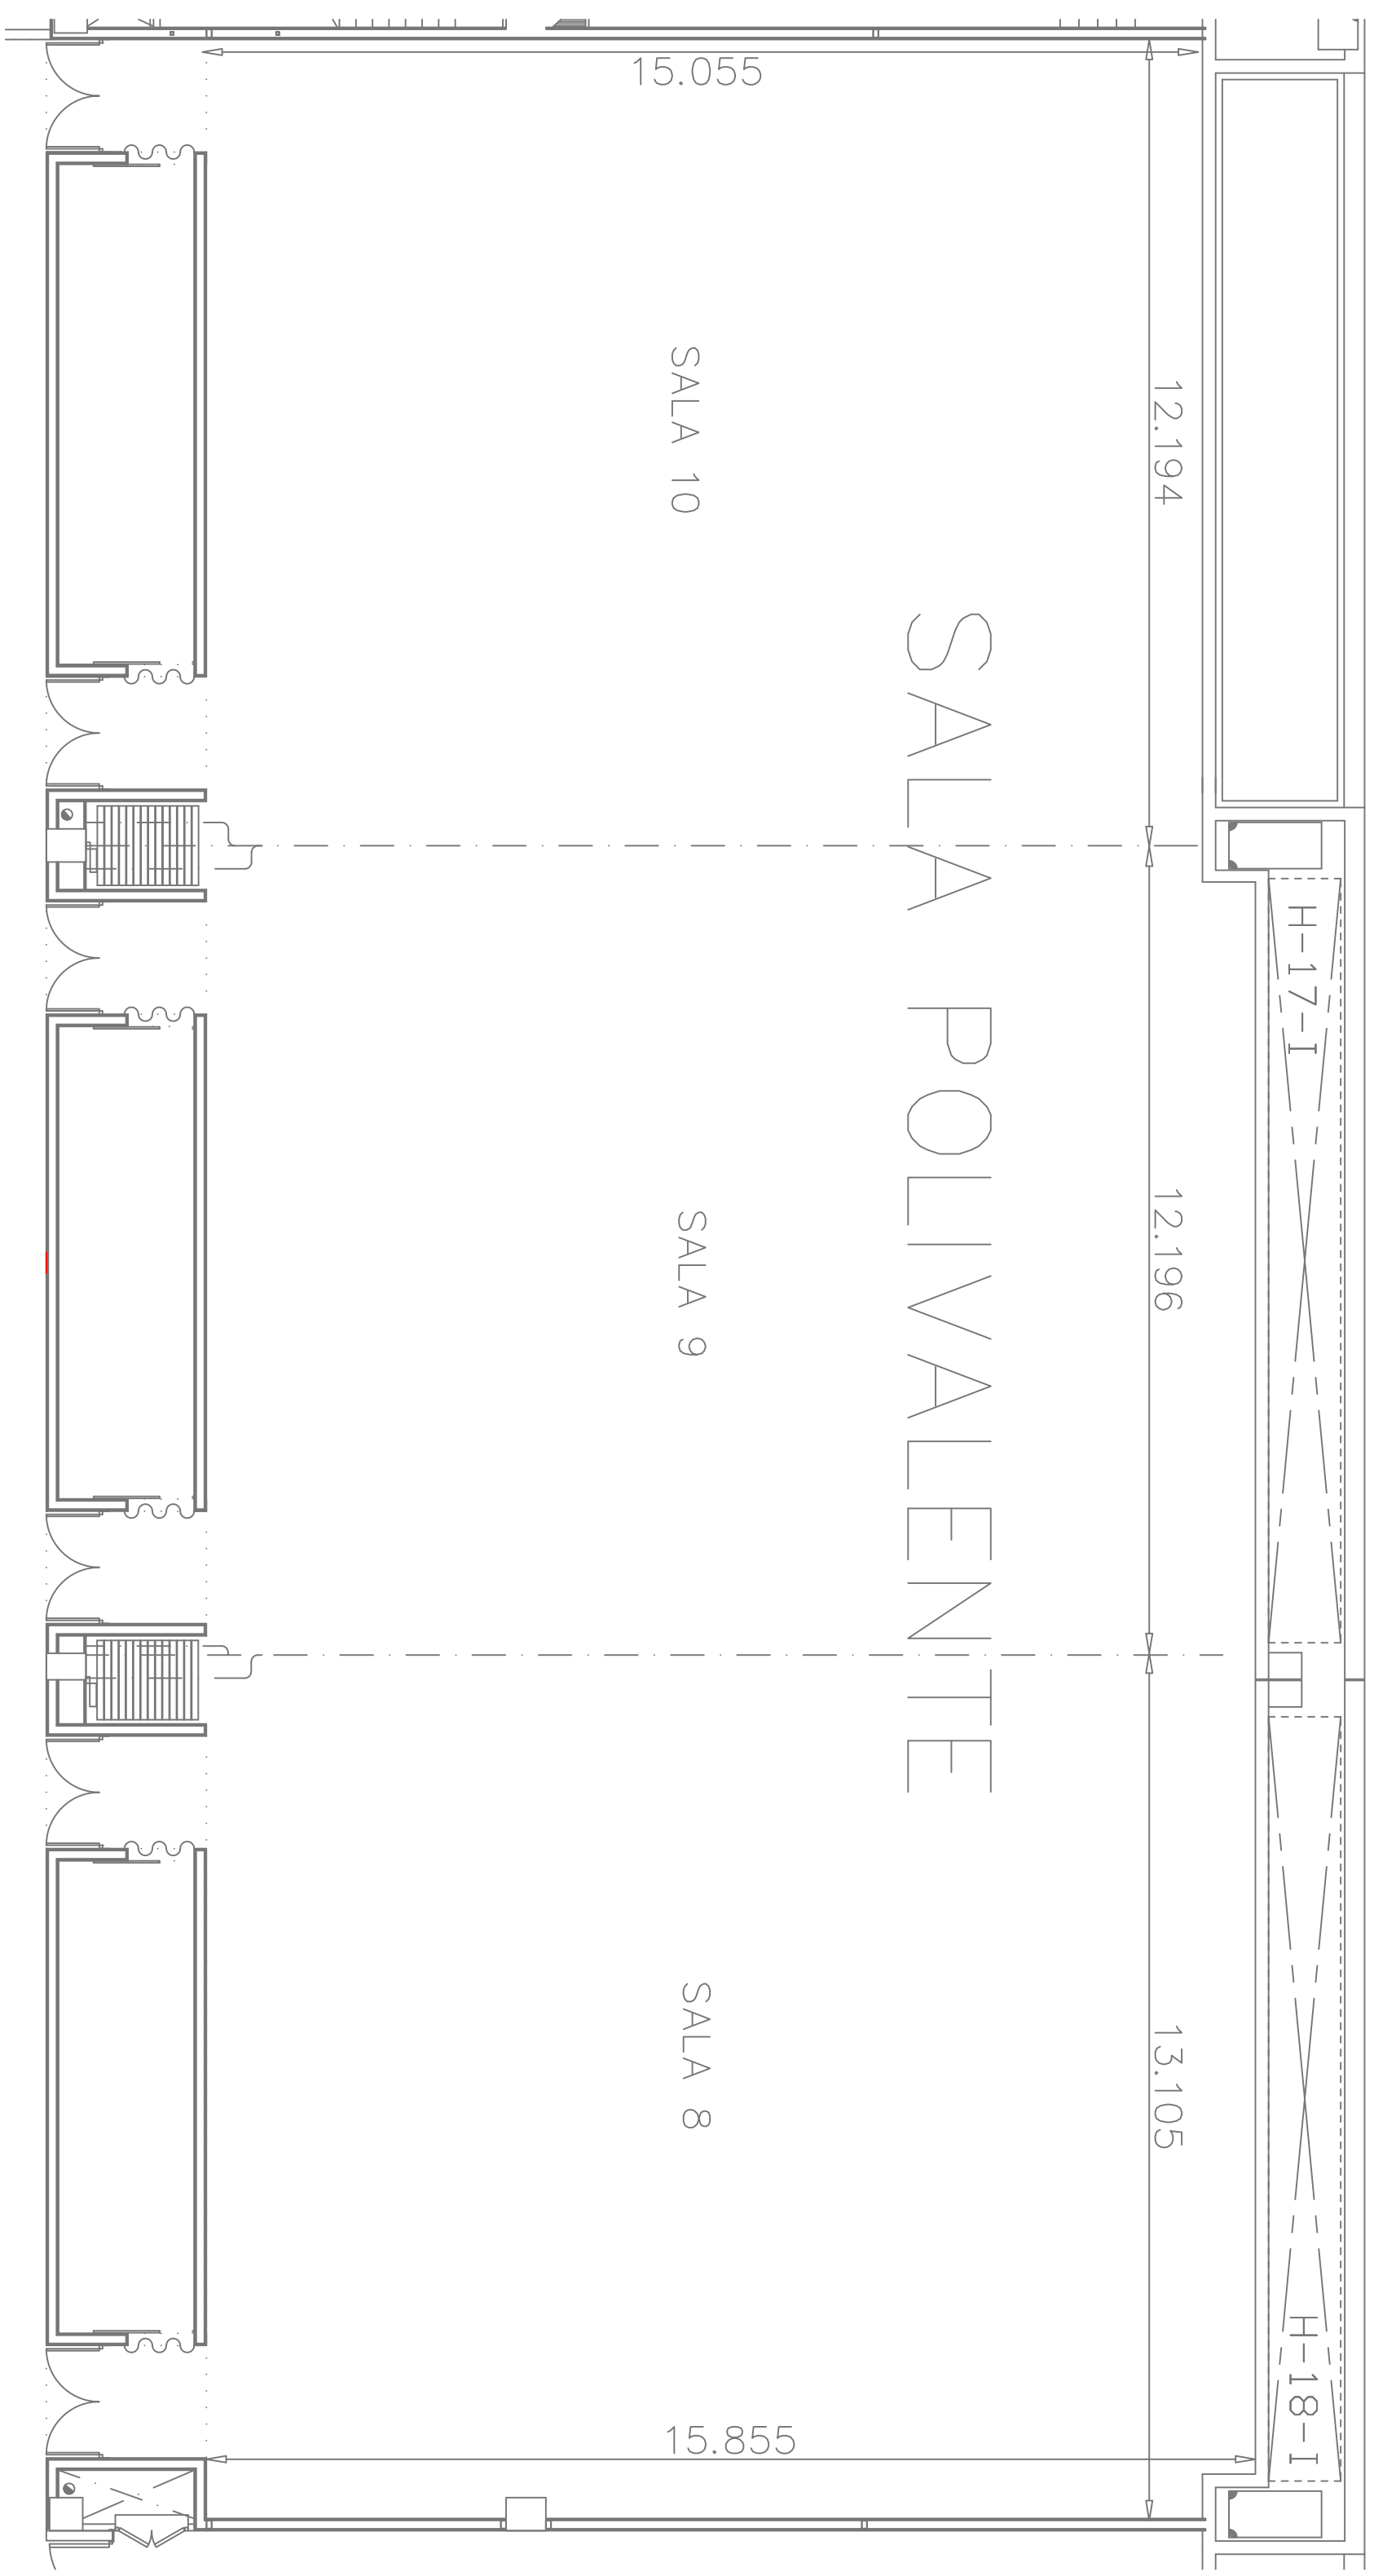 15.055
SALA 10
12.194
SALA POLIVALENTE
H-17-I
SALA 9
12.196
SALA 8
13.105
H-18-I
15.855